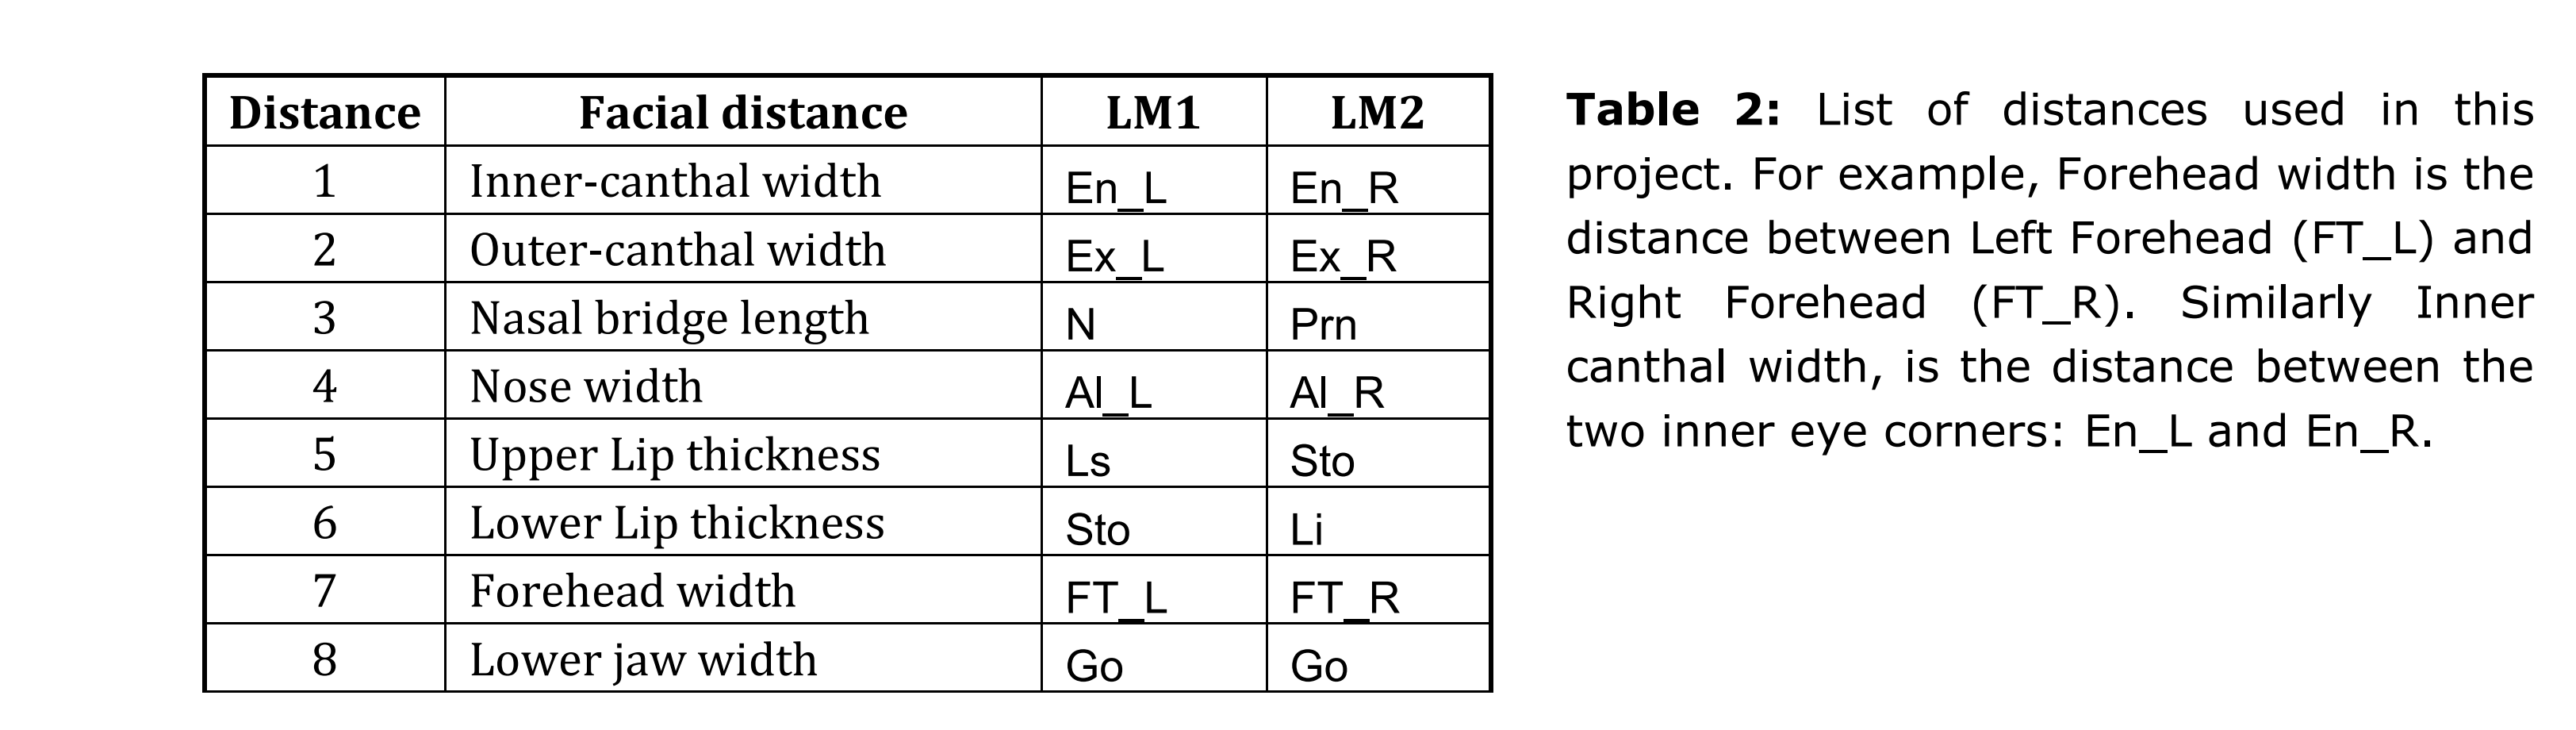 Distance Facial distance LM1 LM2
1 Inner-canthal width En_L En_R
2 Outer-canthal width Ex_L Ex_R
3 Nasal bridge length N Prn
4 Nose width Al_L Al_R
5 Upper Lip thickness Ls Sto
6 Lower Lip thickness Sto Li
7 Forehead width FT_L FT_R
8 Lower jaw width Go Go
Table 2: List of distances used in this
project. For example, Forehead width is the
distance between Left Forehead (FT_L) and
Right Forehead (FT_R). Similarly Inner
canthal width, is the distance between the
two inner eye corners: En_L and En_R.